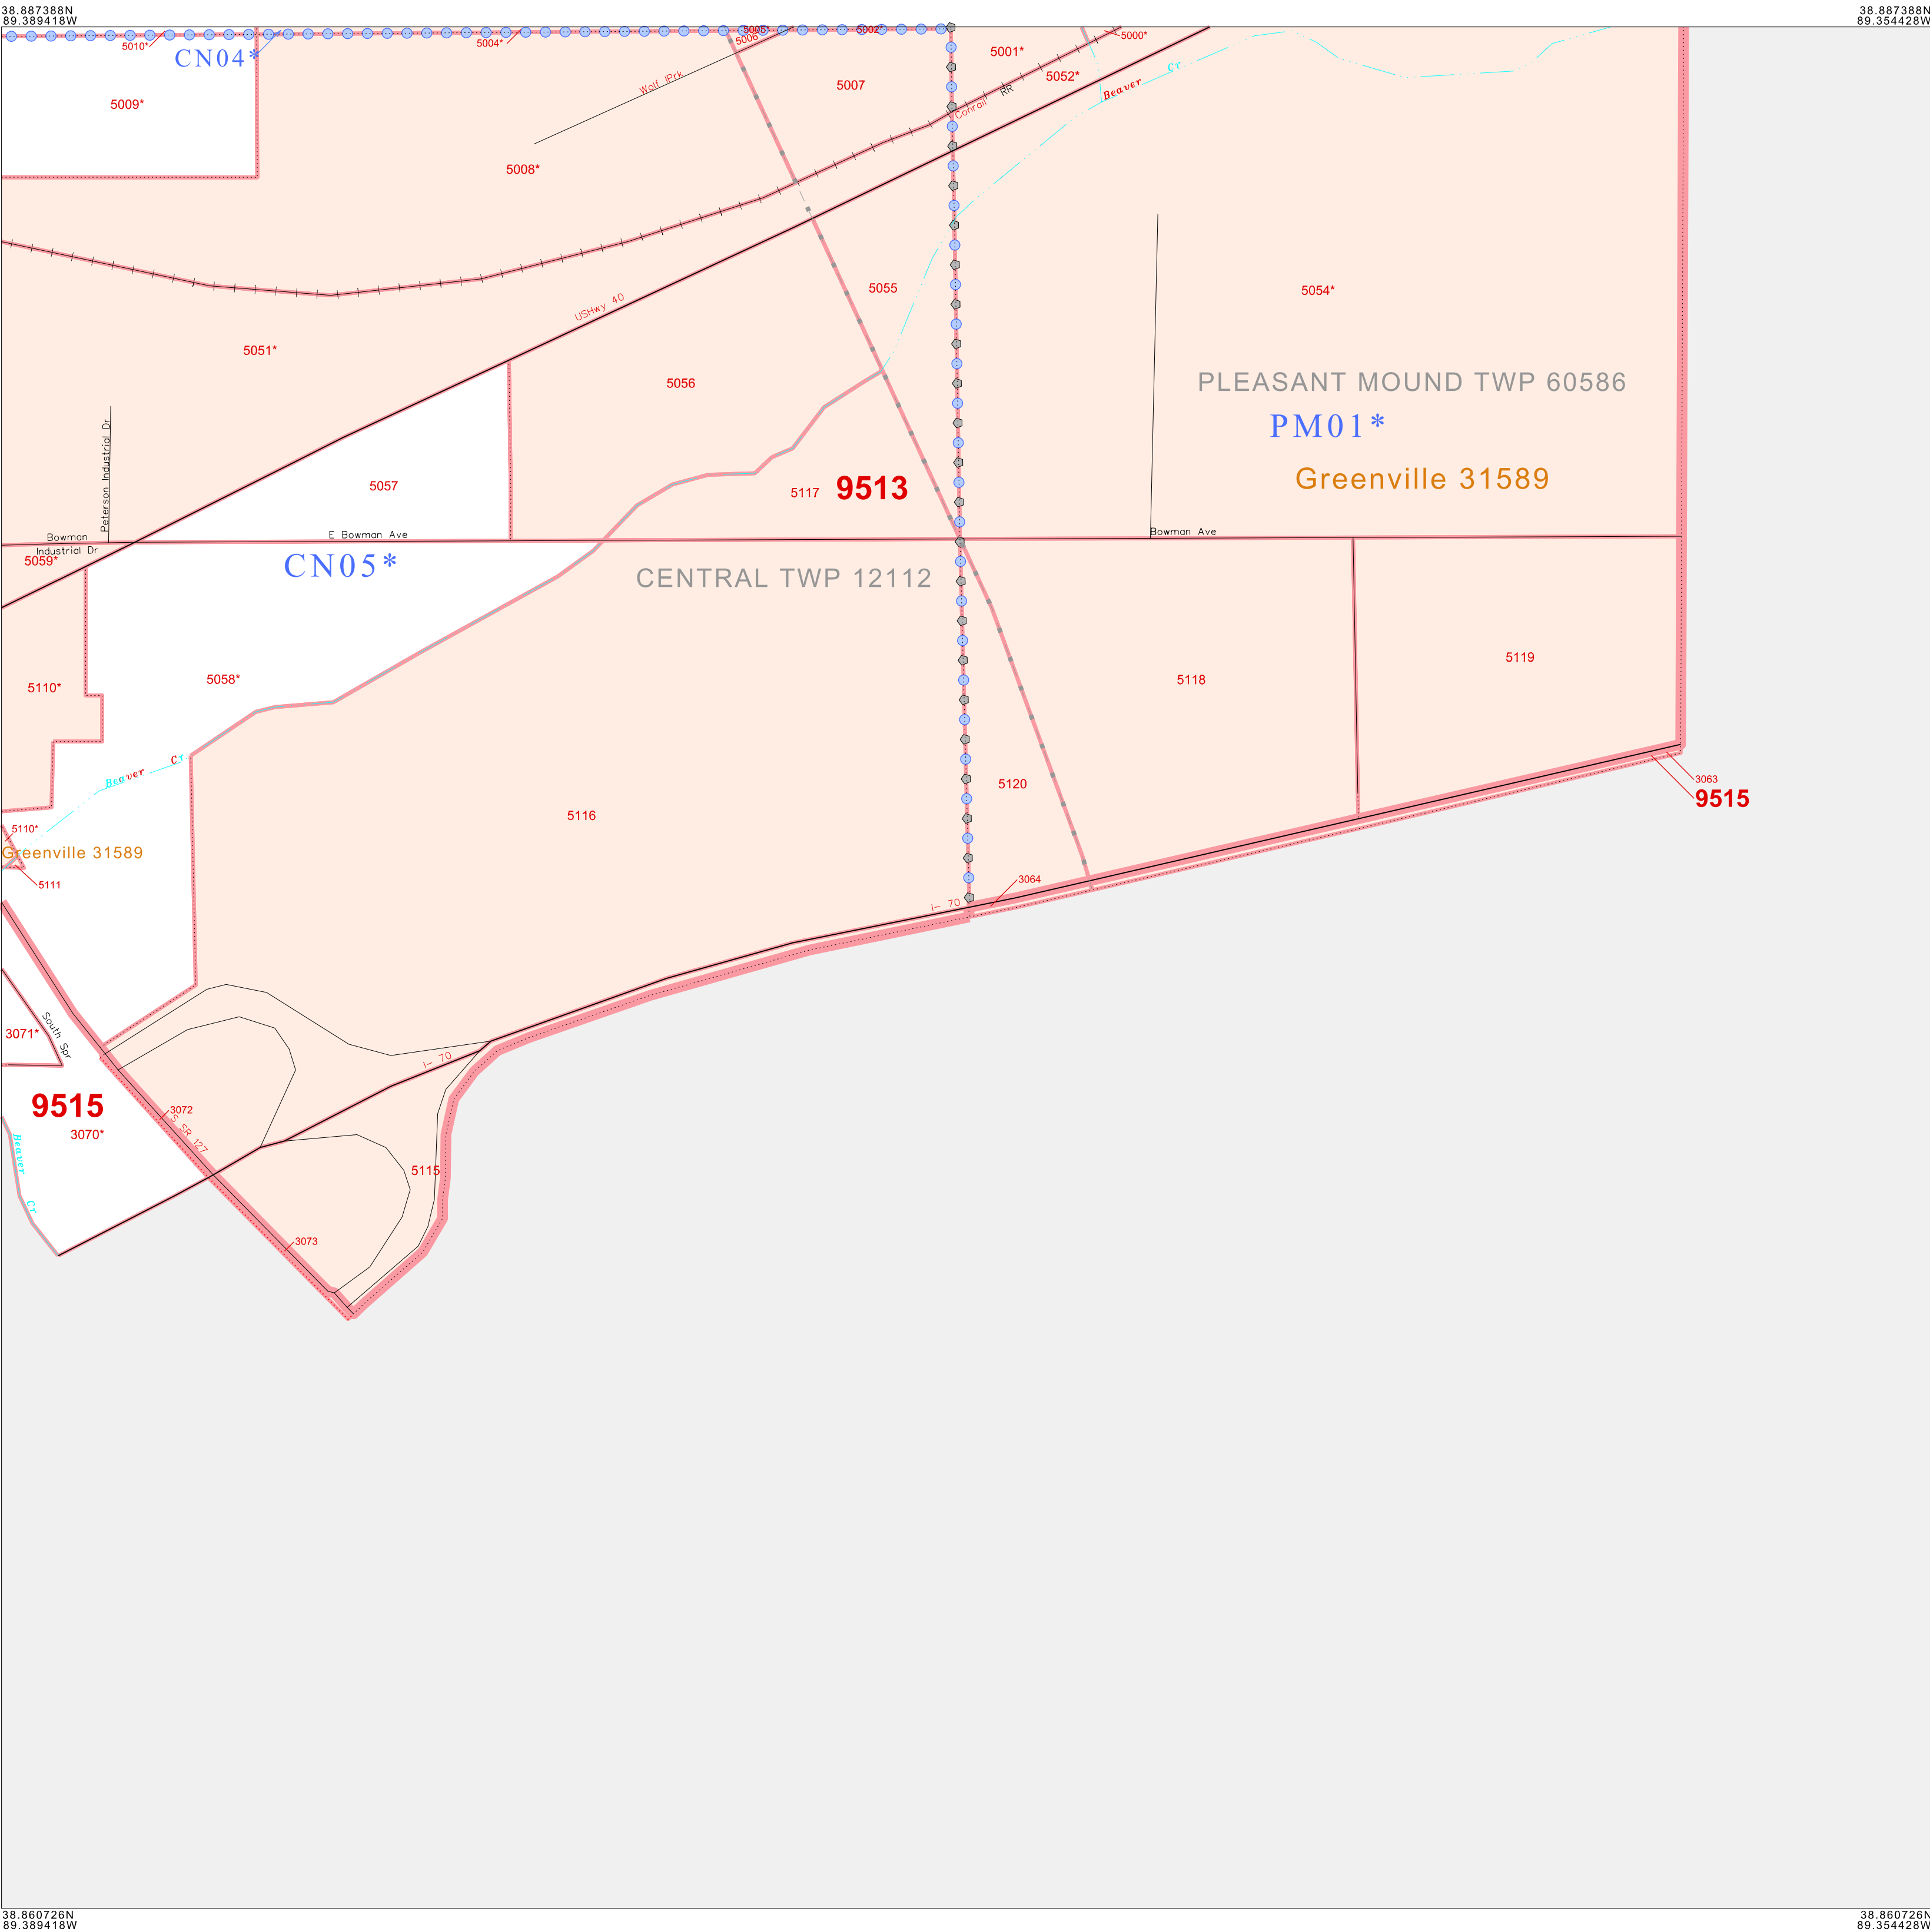 38.887388N
89.389418W
38.887388N
89.354428W
5010*
CN04*
5004*
5005*
5006*
5002*
5001*
5000*
5009*
Wolf IPrk
5007
5052*
Conrail RR
Beaver Cr
5008*
USHwy 40
5055
5054*
5051*
5056
PLEASANT MOUND TWP 60586
PM01*
Greenville 31589
Peterson Industrial Dr
5057
5117
9513
Bowman
Industrial Dr
E Bowman Ave
Bowman Ave
5059*
CN05*
CENTRAL TWP 12112
5110*
5058*
5118
5119
Beaver Cr
5120
3063
9515
5116
5110*
Greenville 31589
5111
3064
I- 70
South Spr
3071*
I- 70
9515
3072
S SR 127
3070*
Beaver Cr
5115
3073
38.860726N
89.389418W
38.860726N
89.354428W